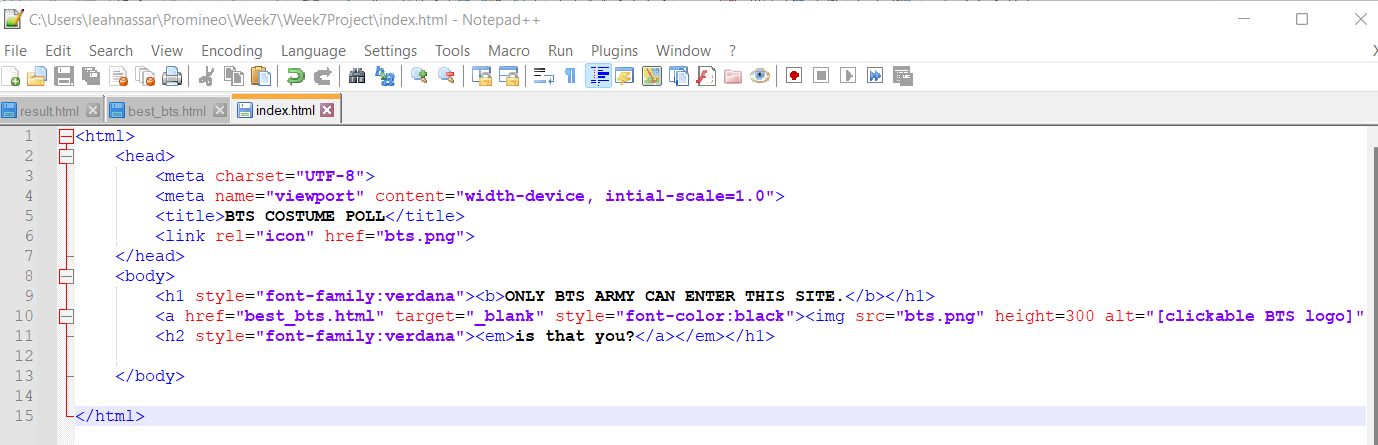 C:\Users\leahnassar\Promineo\Week7\Week7Project\index.html - Notepad++
File Edit Search View Encoding Language Settings Tools Macro Run Plugins Window ? X
result.html best_bts.html index.html
1 <html>
2 <head>
3 <meta charset="UTF-8">
4 <meta name="viewport" content="width-device, intial-scale=1.0">
5 <title>BTS COSTUME POLL</title>
6 <link rel="icon" href="bts.png">
7 </head>
8 <body>
9 <h1 style="font-family:verdana"><b>ONLY BTS ARMY CAN ENTER THIS SITE.</b></h1>
10 <a href="best_bts.html" target="_blank" style="font-color:black"><img src="bts.png" height=300 alt="[clickable BTS logo]"
11 <h2 style="font-family:verdana"><em>is that you?</a></em></h1>
12
13 </body>
14
15 </html>